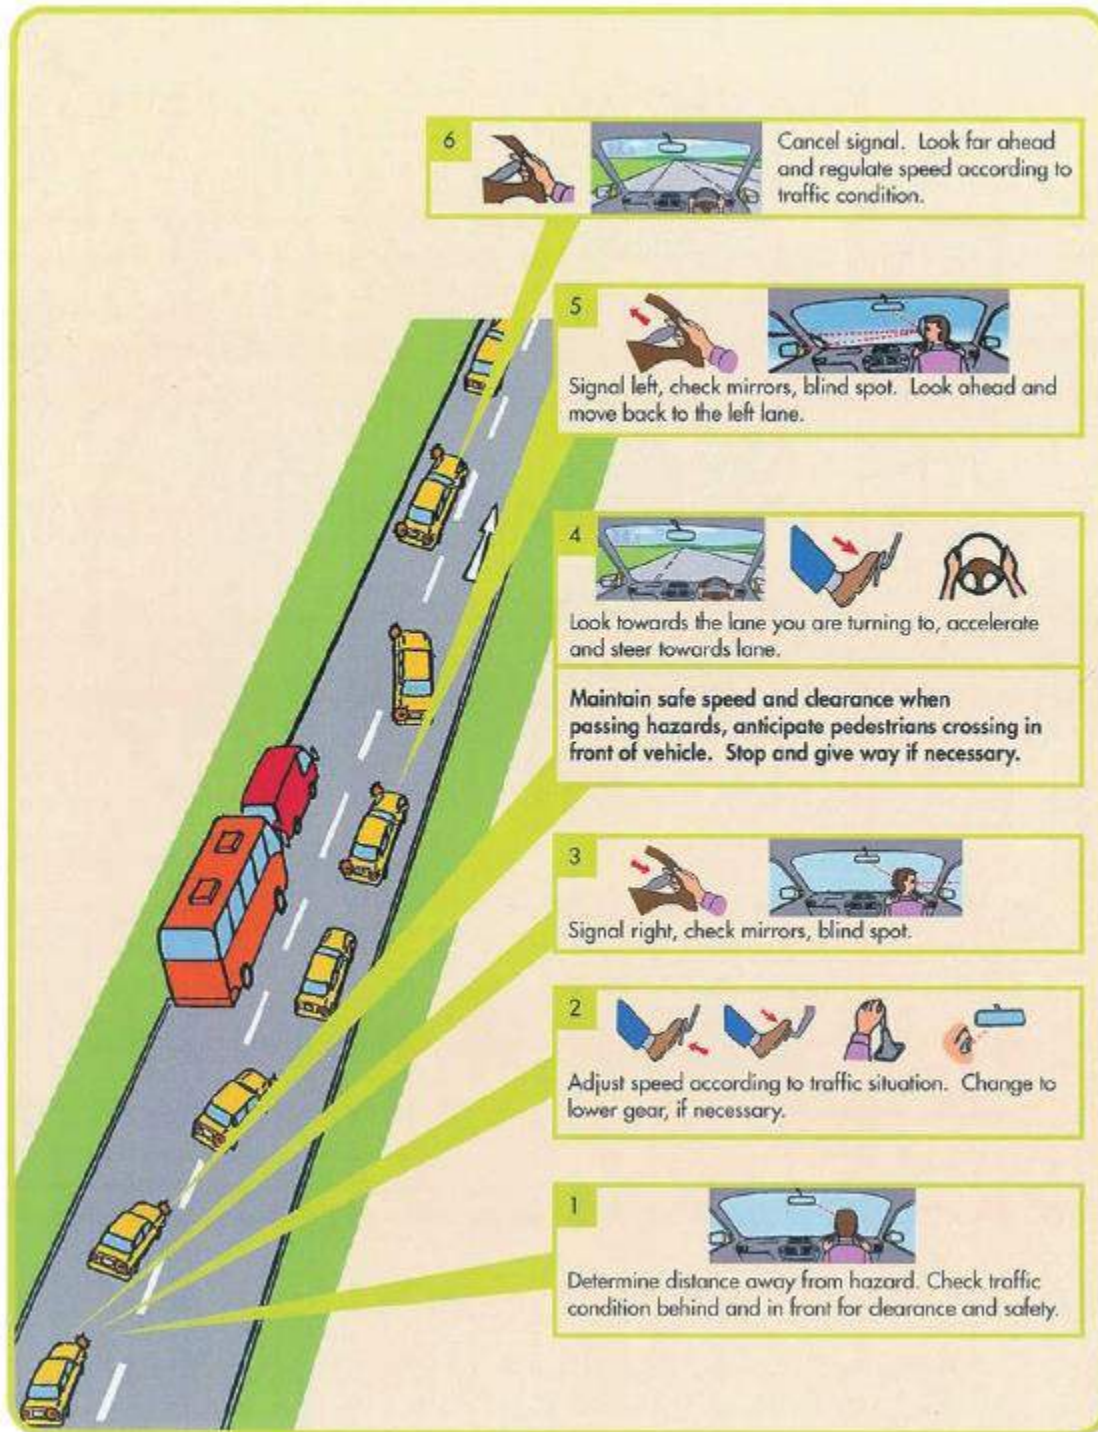 6
Cancel signal. Look far ahead
and regulate speed according to
traffic condition.
5
Signal left, check mirrors, blind spot. Look ahead and
move back to the left lane.
4
Look towards the lane you are turning to, accelerate
and steer towards lane.
Maintain safe speed and clearance when
passing hazards, anticipate pedestrians crossing in
front of vehicle. Stop and give way if necessary.
3
Signal right, check mirrors, blind spot.
2
Adjust speed according to traffic situation. Change to
lower gear, if necessary.
1
Determine distance away from hazard. Check traffic
condition behind and in front for clearance and safety.